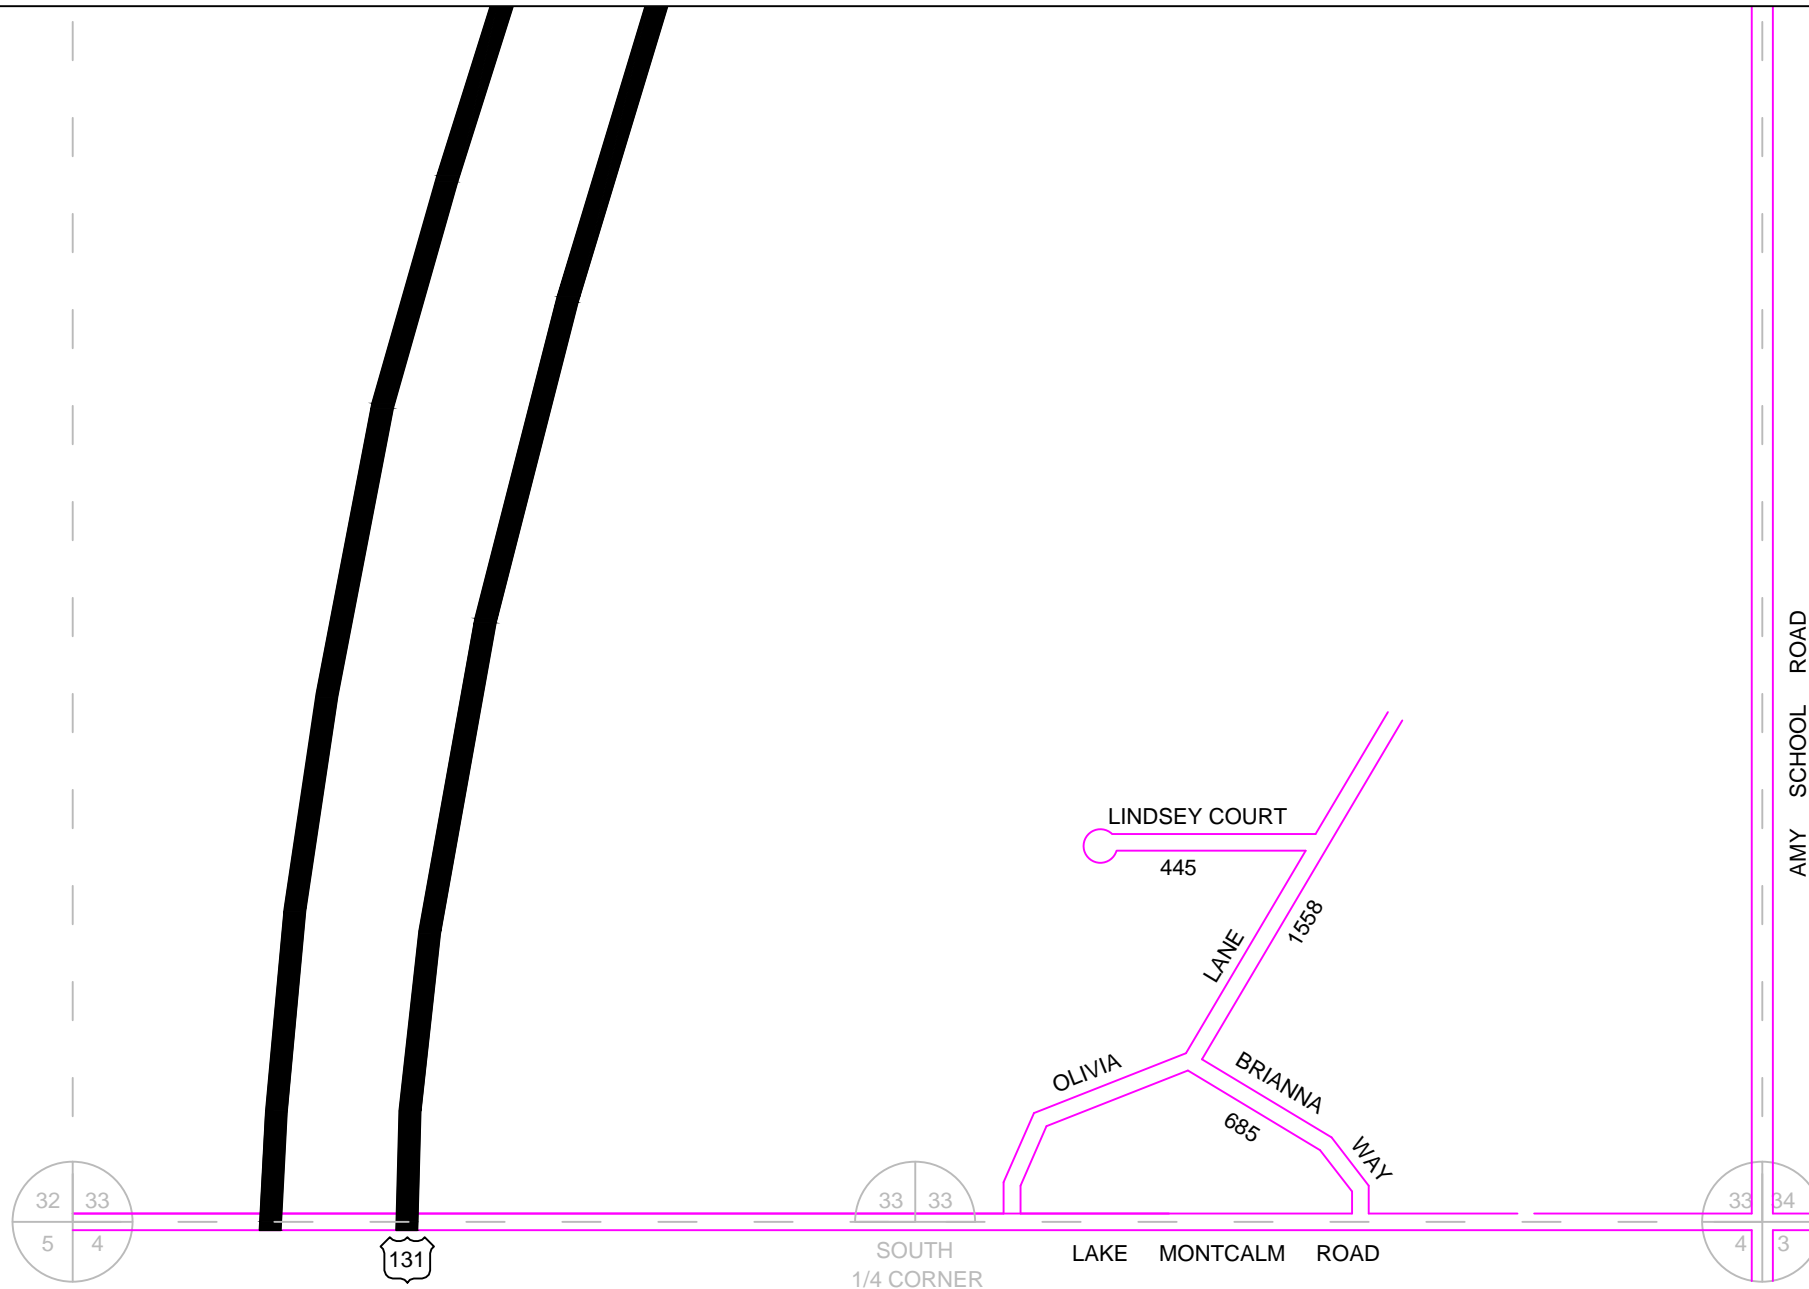 AMY SCHOOL ROAD
LINDSEY COURT
445
1558
LANE
OLIVIA
BRIANNA
685
WAY
32 33
5 4
33 33
SOUTH
1/4 CORNER
33 34
4 3
131
LAKE MONTCALM ROAD